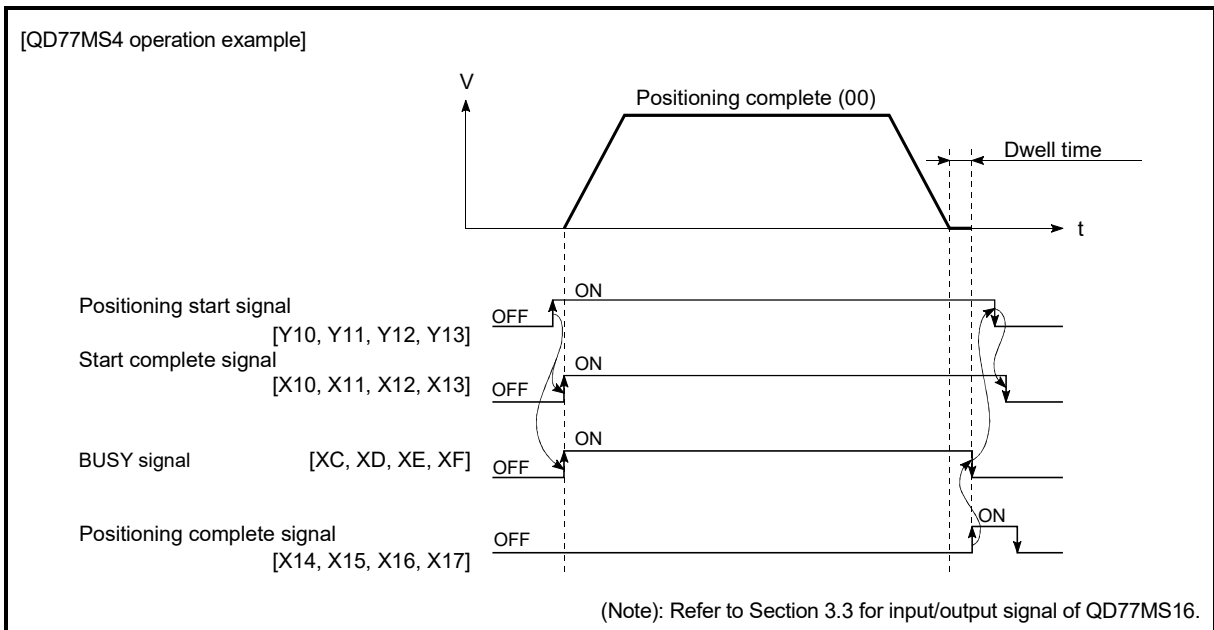 [QD77MS4 operation example]
V
Positioning complete (00)
Dwell time
t
Positioning start signal
[Y10, Y11, Y12, Y13]
OFF
ON
Start complete signal
[X10, X11, X12, X13]
OFF
ON
BUSY signal [XC, XD, XE, XF]
OFF
ON
Positioning complete signal
[X14, X15, X16, X17]
OFF
ON
(Note): Refer to Section 3.3 for input/output signal of QD77MS16.